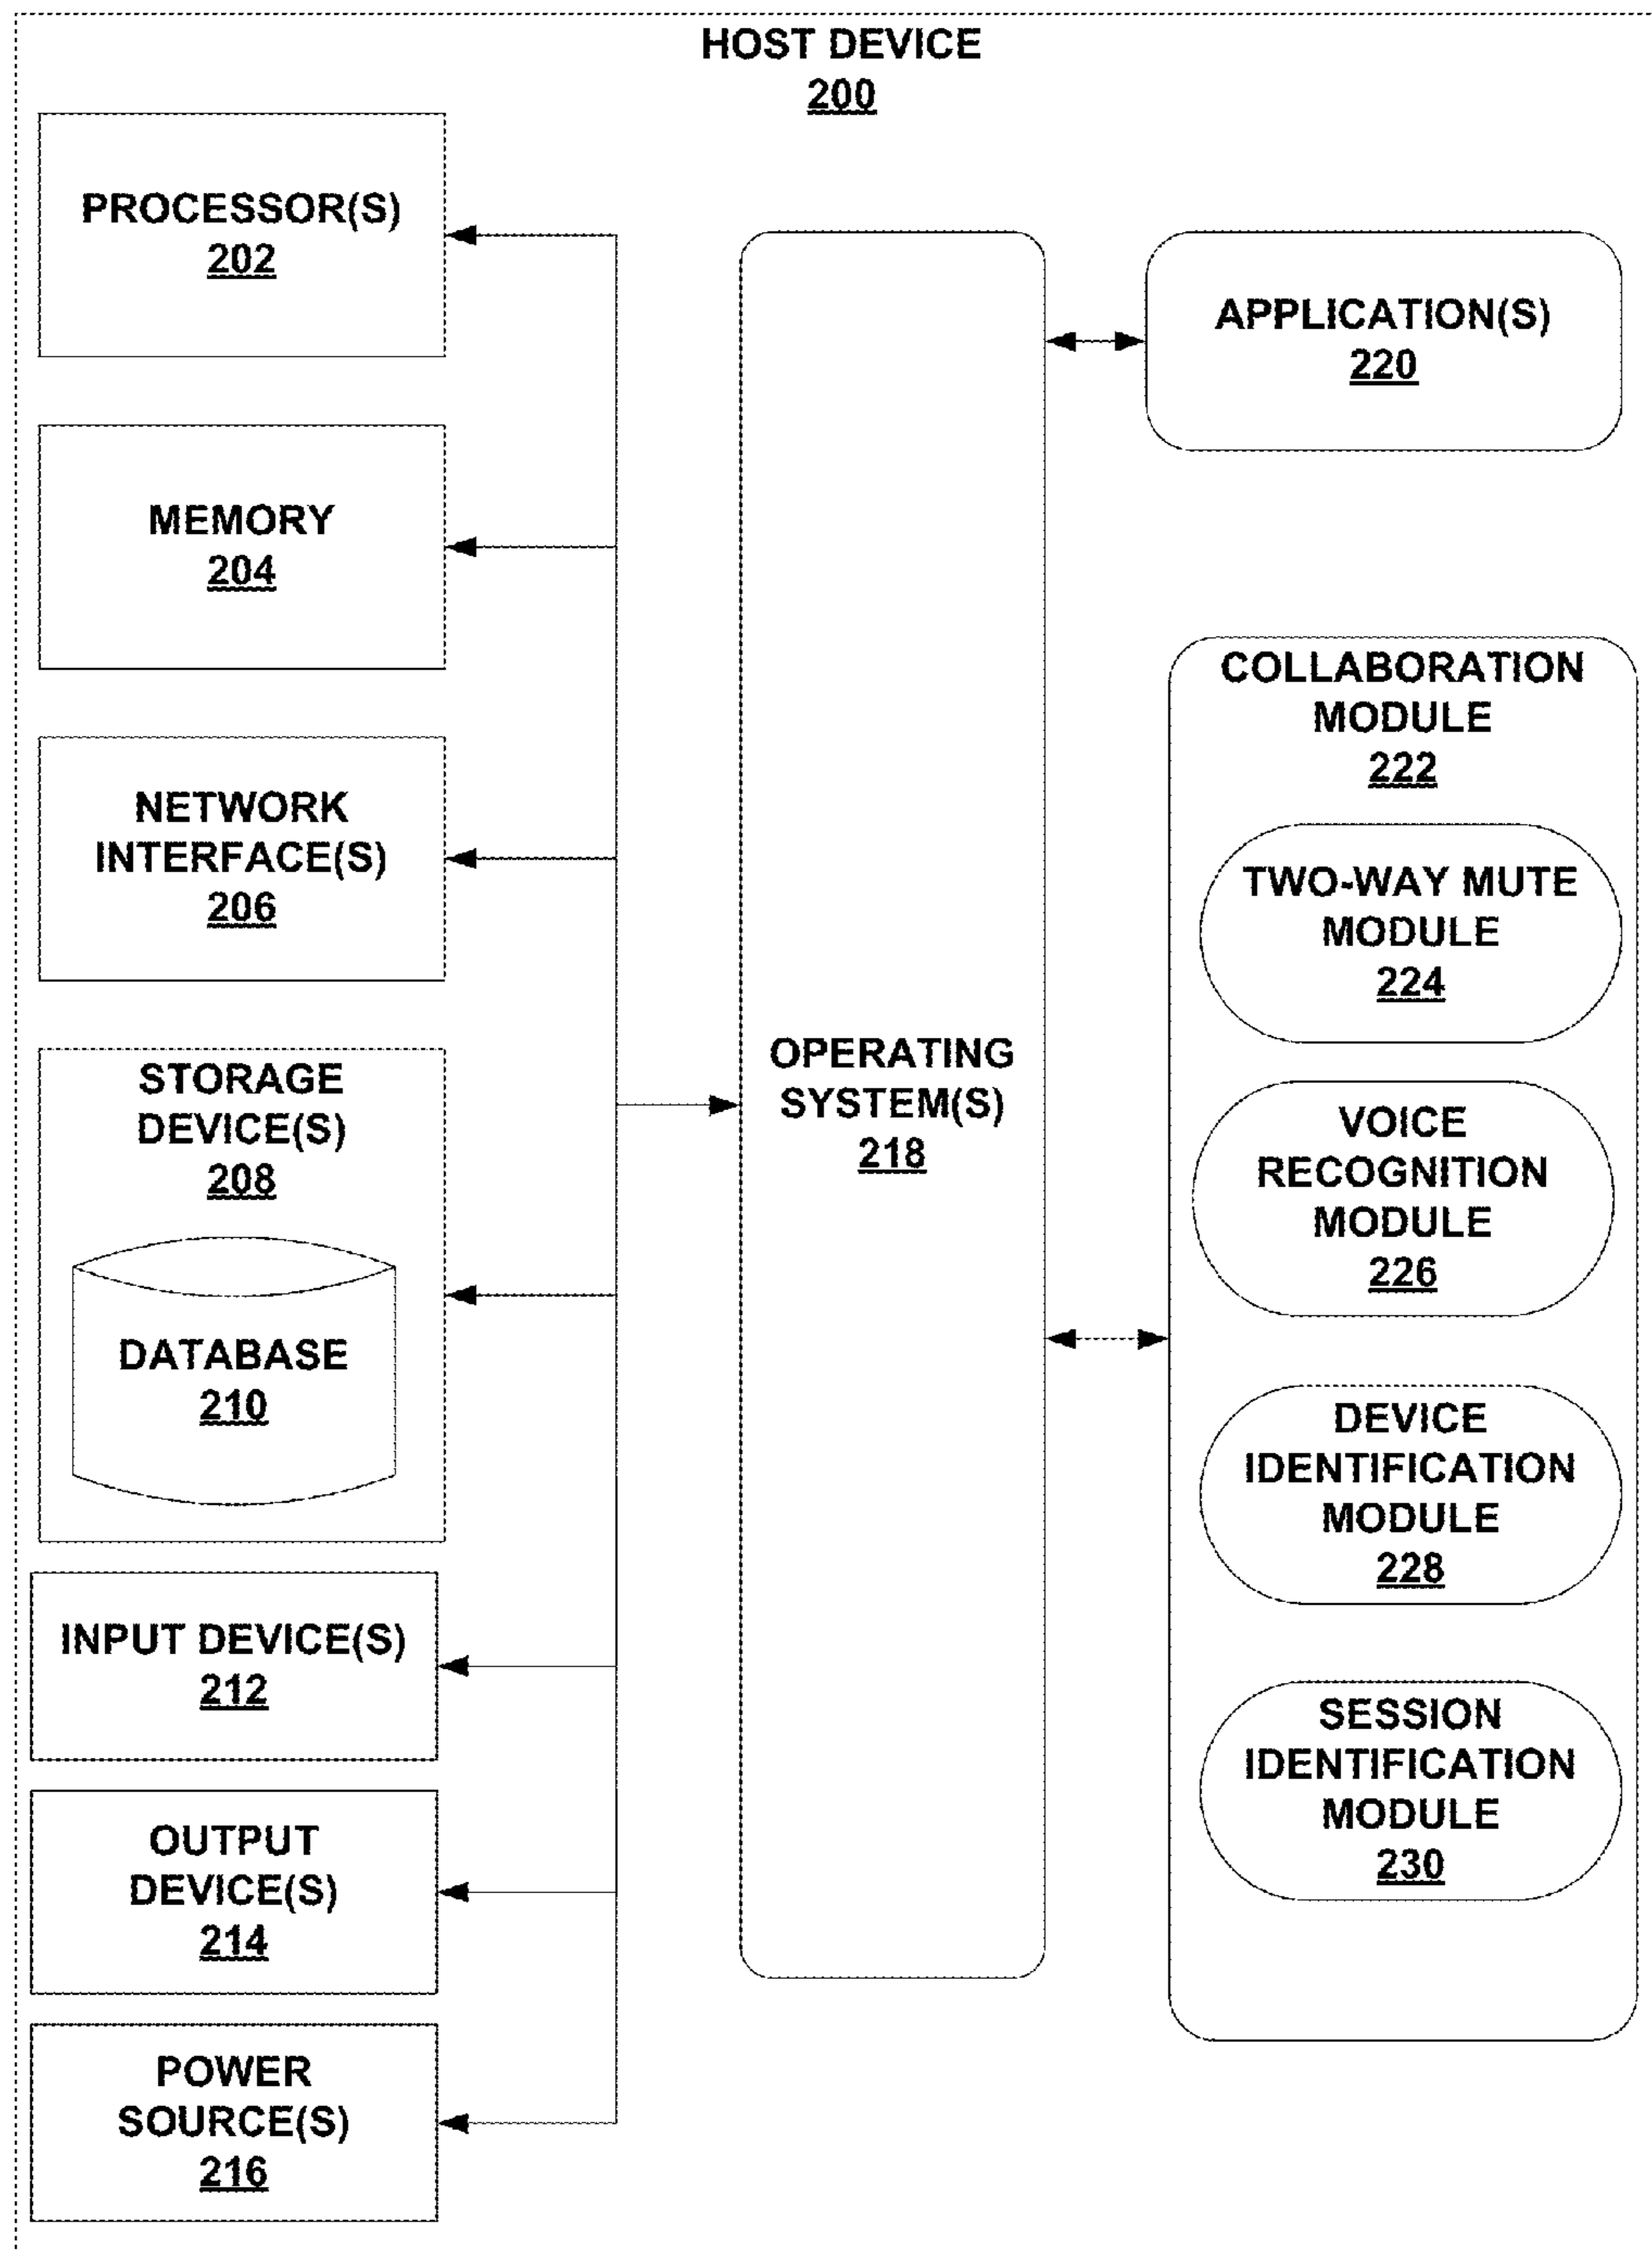 HOST DEVICE
200
PROCESSOR(S)
202
MEMORY
204
NETWORK
INTERFACE(S)
206
STORAGE
DEVICE(S)
208
DATABASE
210
INPUT DEVICE(S)
212
OUTPUT
DEVICE(S)
214
POWER
SOURCE(S)
216
OPERATING
SYSTEM(S)
218
APPLICATION(S)
220
COLLABORATION
MODULE
222
TWO-WAY MUTE
MODULE
224
VOICE
RECOGNITION
MODULE
226
DEVICE
IDENTIFICATION
MODULE
228
SESSION
IDENTIFICATION
MODULE
230